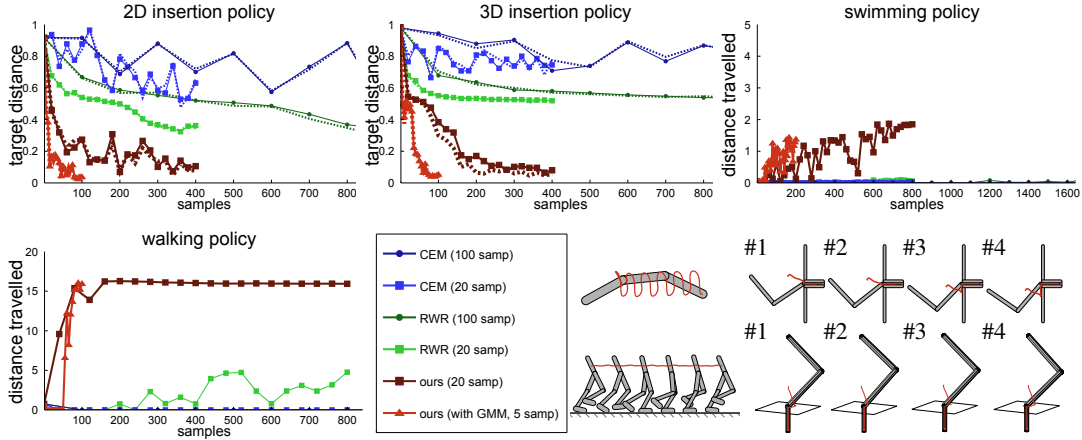 2D insertion policy
target distance
1
0.8
0.6
0.4
0.2
0
100 200 300 400 500 600 700 800
samples
3D insertion policy
target distance
1
0.8
0.6
0.4
0.2
0
100 200 300 400 500 600 700 800
samples
swimming policy
distance travelled
5
4
3
2
1
0
200 400 600 800 1000 1200 1400 1600
samples
walking policy
distance travelled
20
15
10
5
0
100 200 300 400 500 600 700 800
samples
CEM (100 samp)
CEM (20 samp)
RWR (100 samp)
RWR (20 samp)
ours (20 samp)
ours (with GMM, 5 samp)
#1 #2 #3 #4
#1 #2 #3 #4